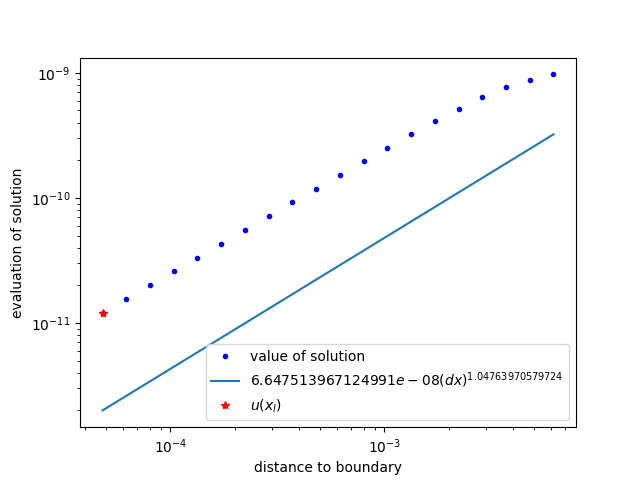 10⁻⁹
10⁻¹⁰
10⁻¹¹
evaluation of solution
value of solution
6.647513967124991e − 08(dx)^1.04763970579724
u(x_I)
10⁻⁴
10⁻³
distance to boundary